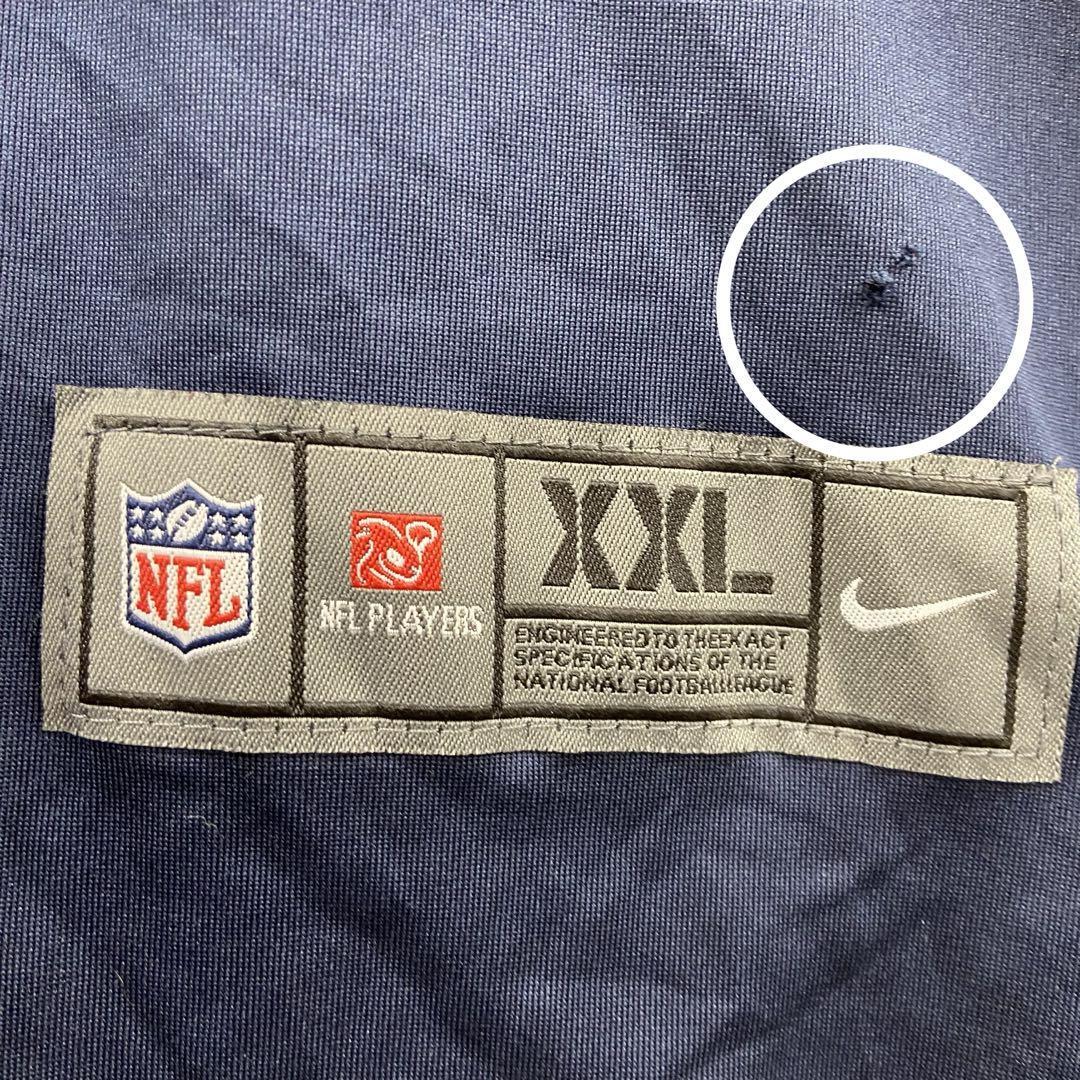 NFL
NFL PLAYERS
XXL
ENGINEERED TO THE EXACT
SPECIFICATIONS OF THE
NATIONAL FOOTBALL LEAGUE